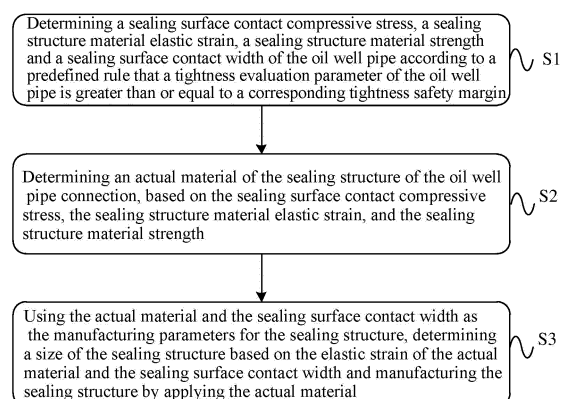 Determining a sealing surface contact compressive stress, a sealing
structure material elastic strain, a sealing structure material strength
and a sealing surface contact width of the oil well pipe according to a
predefined rule that a tightness evaluation parameter of the oil well
pipe is greater than or equal to a corresponding tightness safety margin
S1
Determining an actual material of the sealing structure of the oil well
pipe connection, based on the sealing surface contact compressive
stress, the sealing structure material elastic strain, and the sealing
structure material strength
S2
Using the actual material and the sealing surface contact width as
the manufacturing parameters for the sealing structure, determining
a size of the sealing structure based on the elastic strain of the actual
material and the sealing surface contact width and manufacturing the
sealing structure by applying the actual material
S3